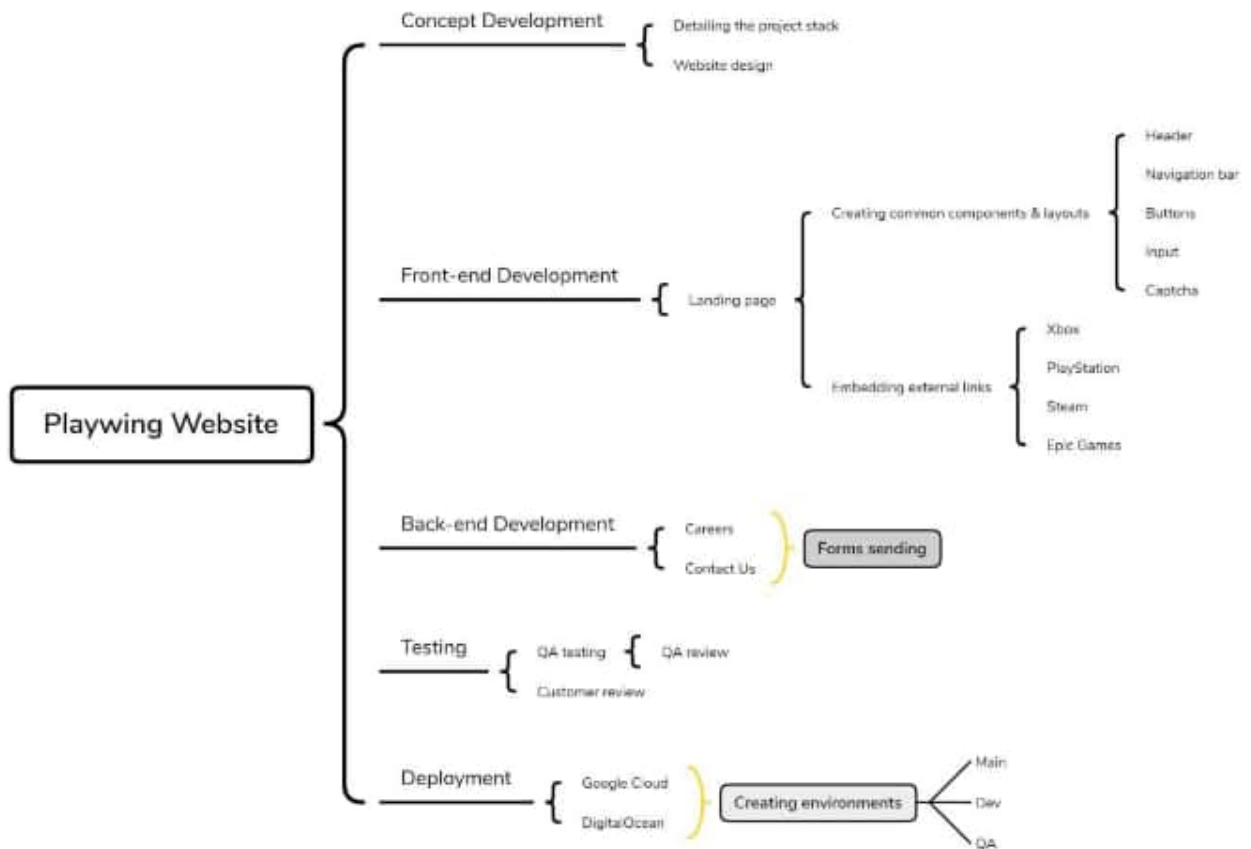 Concept Development
Detailing the project stack
Website design
Header
Navigation bar
Creating common components & layouts
Buttons
Input
Front-end Development
Landing page
Captcha
Xbox
PlayStation
Embedding external links
Steam
Epic Games
Playwing Website
Back-end Development
Careers
Forms sending
Contact Us
Testing
QA testing
QA review
Customer review
Deployment
Google Cloud
Creating environments
DigitalOcean
Main
Dev
QA